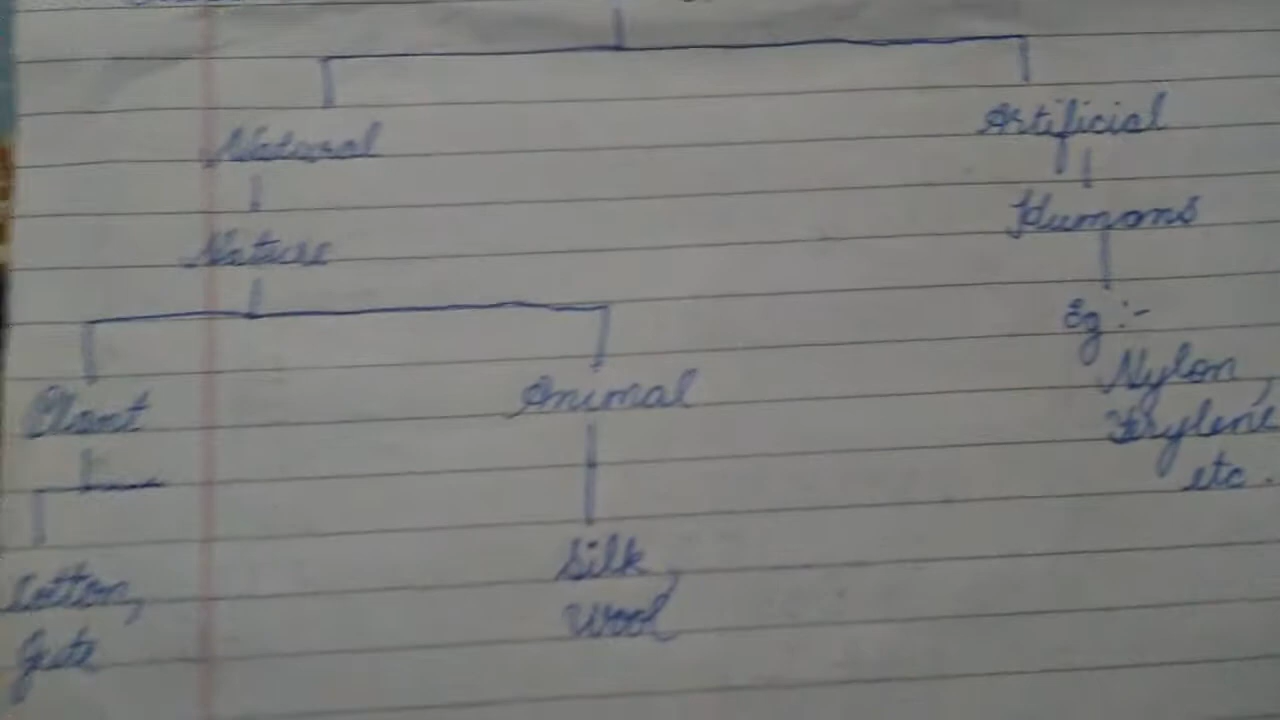 Natural
Artificial
Nature
Humans
Eg :-
Plant
Animal
Nylon,
Terylene
etc.
Silk,
Wool
Cotton,
Jute